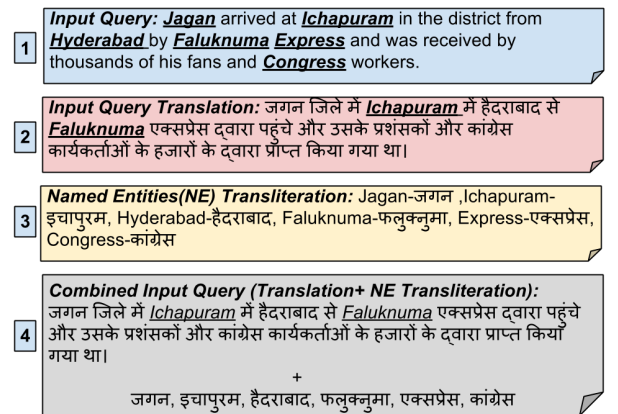 Input Query: Jagan arrived at Ichapuram in the district from
Hyderabad by Faluknuma Express and was received by
thousands of his fans and Congress workers.
1
Input Query Translation: जगन जिले में Ichapuram में हैदराबाद से
Faluknuma एक्सप्रेस द्वारा पहुंचे और उसके प्रशंसकों और कांग्रेस
कार्यकर्ताओं के हजारों के द्वारा प्राप्त किया गया था।
2
Named Entities(NE) Transliteration: Jagan-जगन ,Ichapuram-
इचापुरम, Hyderabad-हैदराबाद, Faluknuma-फलुक्नुमा, Express-एक्सप्रेस,
Congress-कांग्रेस
3
Combined Input Query (Translation+ NE Transliteration):
जगन जिले में Ichapuram में हैदराबाद से Faluknuma एक्सप्रेस द्वारा पहुंचे
और उसके प्रशंसकों और कांग्रेस कार्यकर्ताओं के हजारों के द्वारा प्राप्त किया
गया था।
4
+
जगन, इचापुरम, हैदराबाद, फलुक्नुमा, एक्सप्रेस, कांग्रेस